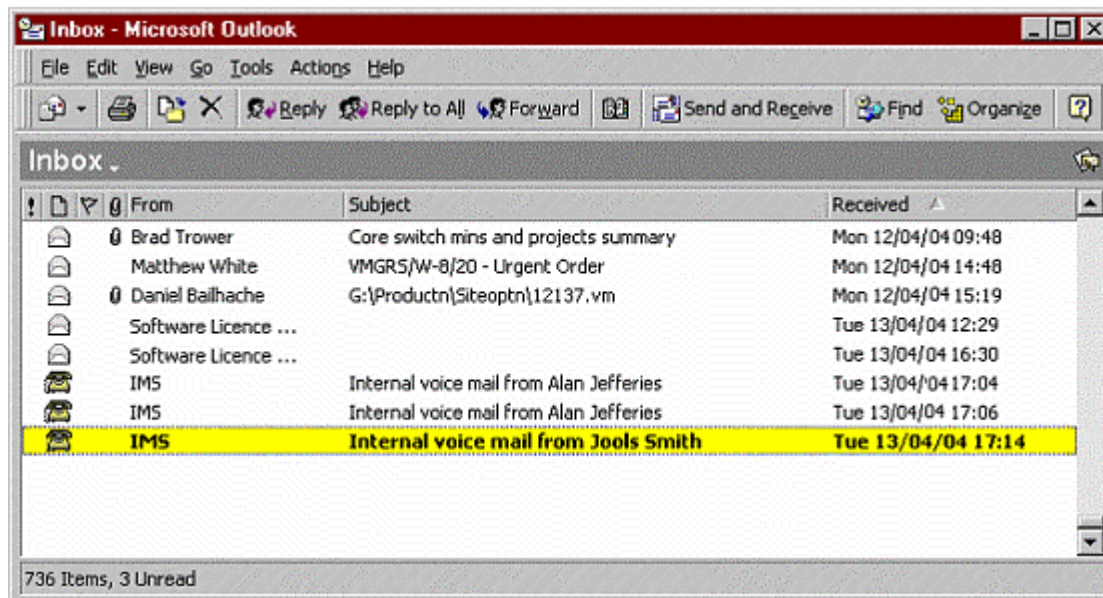 Inbox - Microsoft Outlook
File Edit View Go Tools Actions Help
Reply Reply to All Forward Send and Receive Find Organize
Inbox
! From Subject Received
Brad Trower Core switch mins and projects summary Mon 12/04/04 09:48
Matthew White VMGRS/W-8/20 - Urgent Order Mon 12/04/04 14:48
Daniel Bailhache G:\Productn\Siteoptn\12137.vm Mon 12/04/04 15:19
Software Licence ... Tue 13/04/04 12:29
Software Licence ... Tue 13/04/04 16:30
IMS Internal voice mail from Alan Jefferies Tue 13/04/'04 17:04
IMS Internal voice mail from Alan Jefferies Tue 13/04/04 17:06
IMS Internal voice mail from Jools Smith Tue 13/04/04 17:14
736 Items, 3 Unread